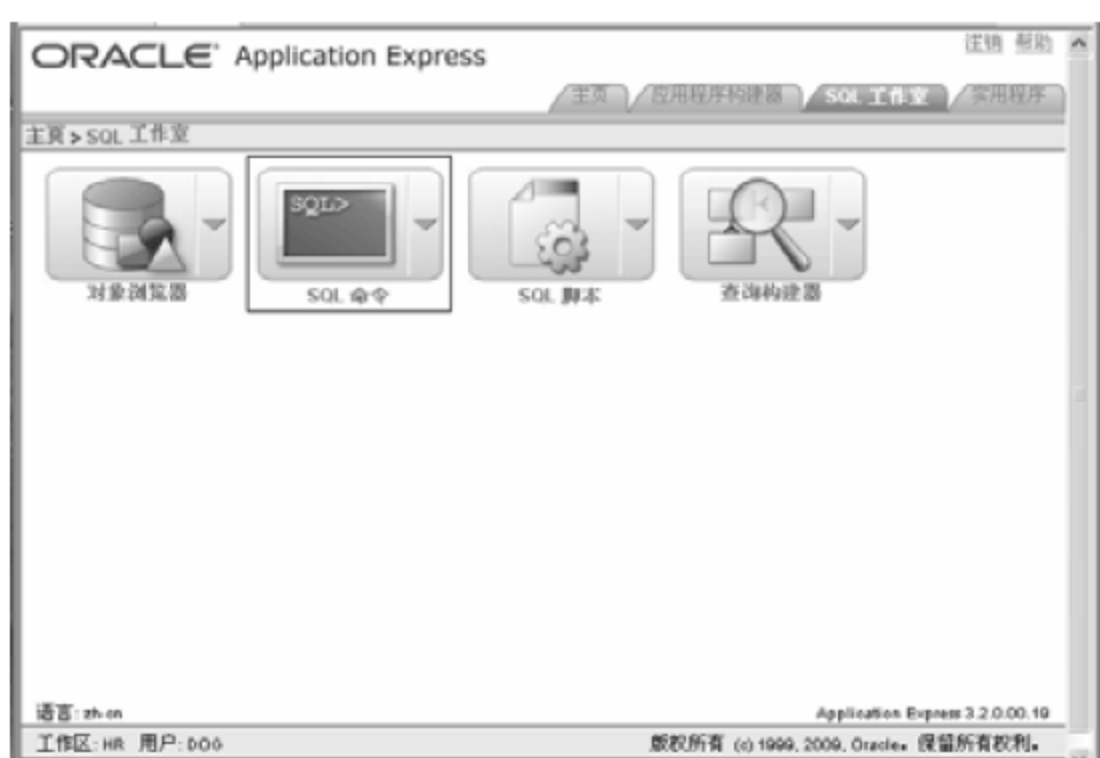 ORACLE Application Express
注销 帮助
主页 应用程序构建器 SQL 工作室 实用程序
主页 > SQL 工作室
SQL>
对象浏览器 SQL 命令 SQL 脚本 查询构建器
语言: zh-cn
Application Express 3.2.0.00.19
工作区: HR 用户: DOG
版权所有 (c) 1999, 2009, Oracle。保留所有权利。